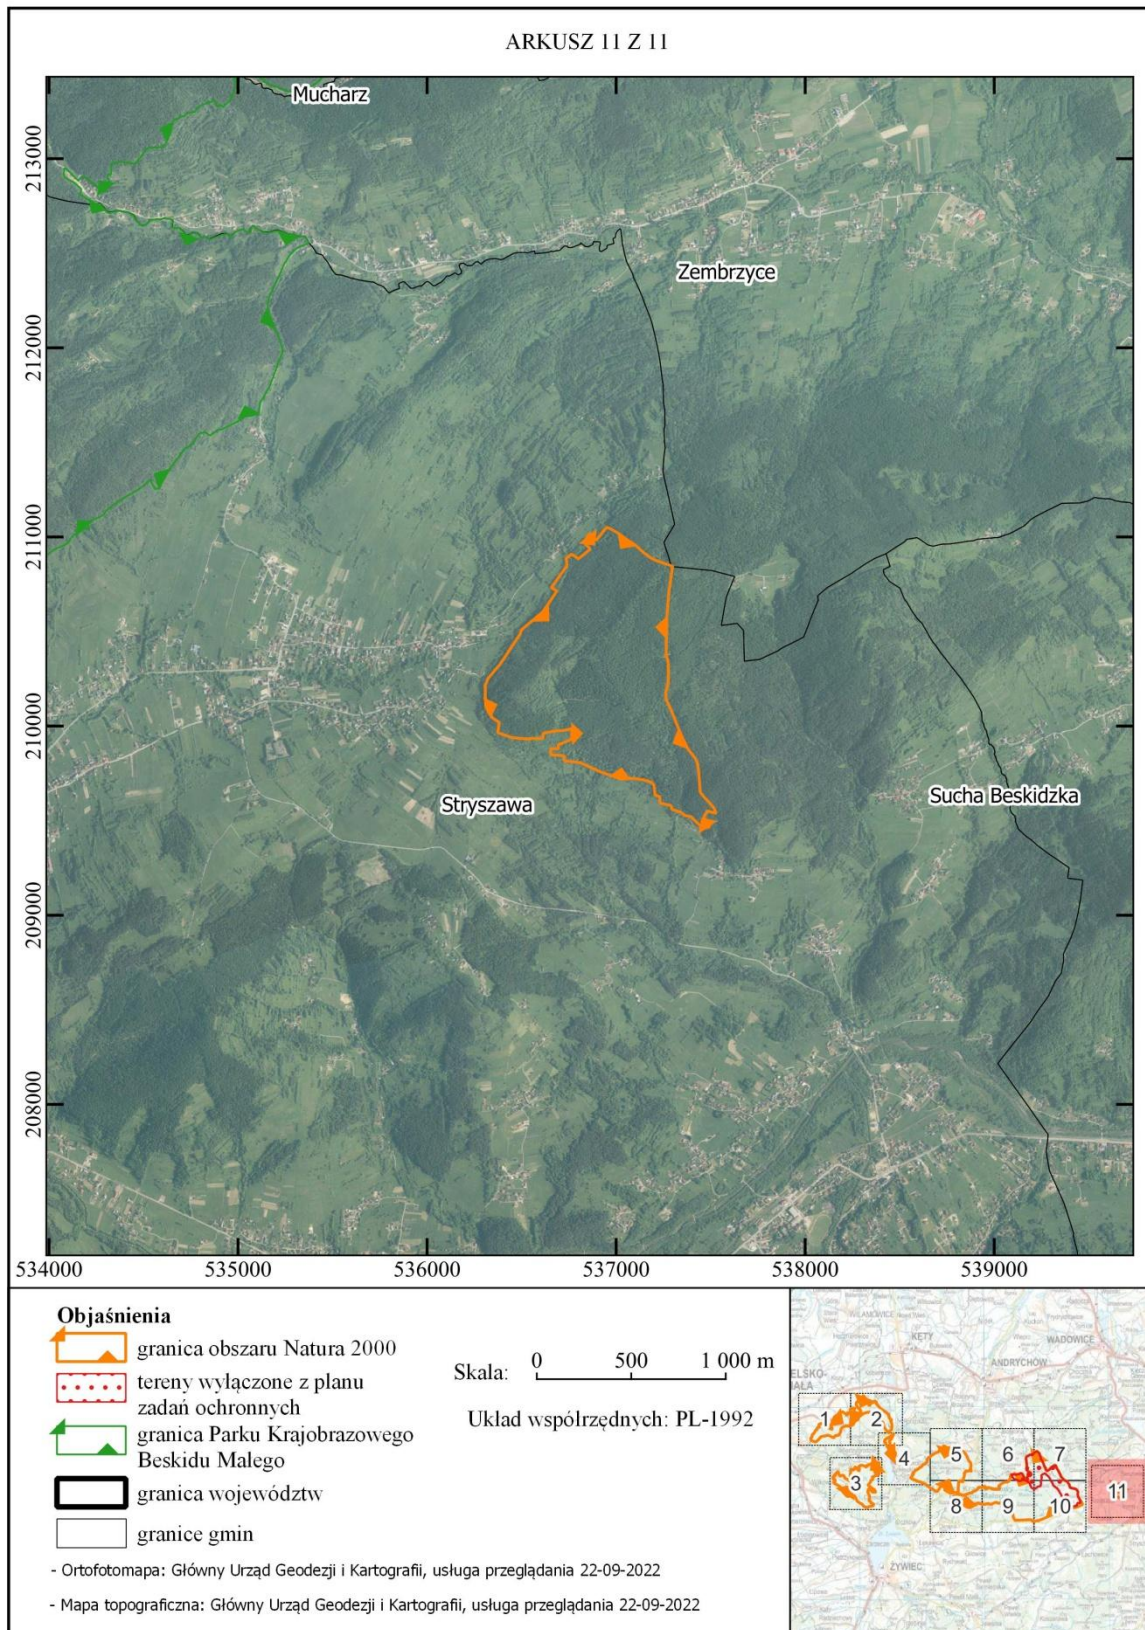 ARKUSZ 11 Z 11
Mucharz
Zembrzyce
Stryszawa
Sucha Beskidzka
213000
212000
211000
210000
209000
208000
534000
535000
536000
537000
538000
539000
Objaśnienia
granica obszaru Natura 2000
tereny wyłączone z planu
zadań ochronnych
granica Parku Krajobrazowego
Beskidu Małego
granica województw
granice gmin
Skala:
0 500 1 000 m
Układ współrzędnych: PL-1992
- Ortofotomapa: Główny Urząd Geodezji i Kartografii, usługa przeglądania 22-09-2022
- Mapa topograficzna: Główny Urząd Geodezji i Kartografii, usługa przeglądania 22-09-2022
KĘTY
WADOWICE
ANDRYCHÓW
1
2
3
4
5
6
7
8
9
10
11
ŻYWIEC